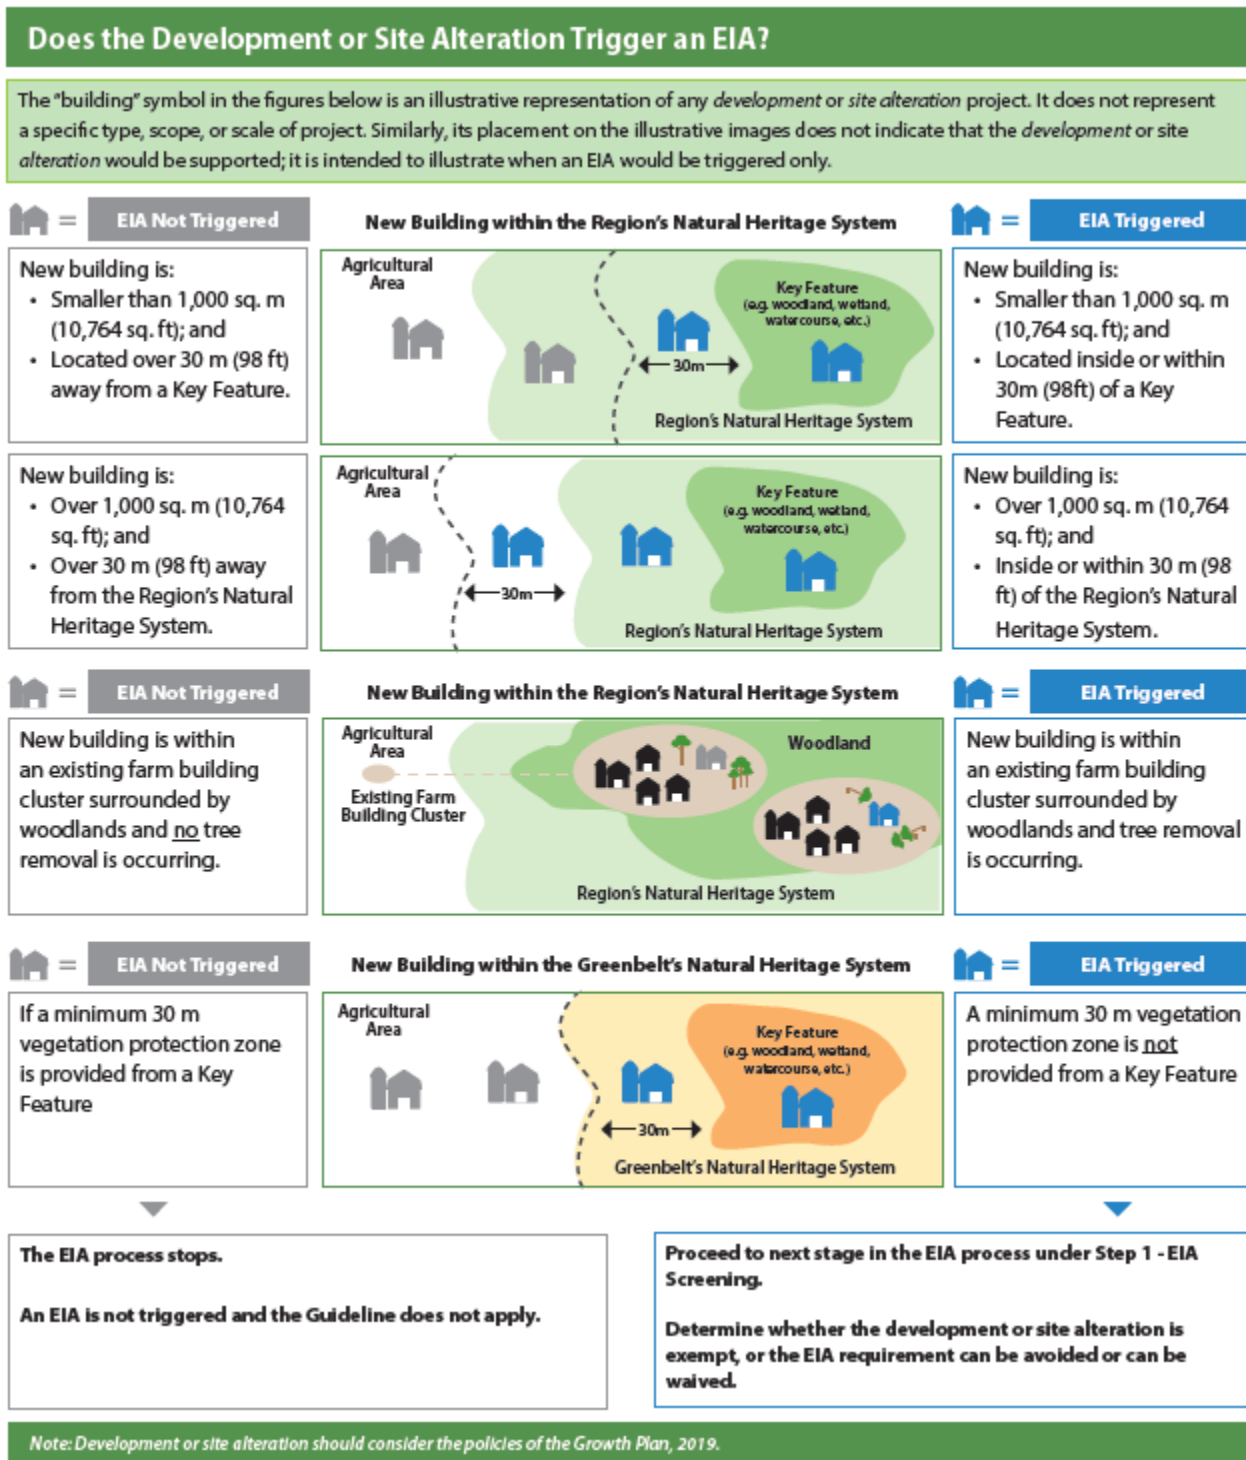 Does the Development or Site Alteration Trigger an EIA?
The "building" symbol in the figures below is an illustrative representation of any development or site alteration project. It does not represent
a specific type, scope, or scale of project. Similarly, its placement on the illustrative images does not indicate that the development or site
alteration would be supported; it is intended to illustrate when an EIA would be triggered only.
= EIA Not Triggered
New Building within the Region's Natural Heritage System
= EIA Triggered
New building is:
• Smaller than 1,000 sq. m
(10,764 sq. ft); and
• Located over 30 m (98 ft)
away from a Key Feature.
Agricultural
Area
Key Feature
(e.g. woodland, wetland,
watercourse, etc.)
30m
Region's Natural Heritage System
New building is:
• Smaller than 1,000 sq. m
(10,764 sq. ft); and
• Located inside or within
30m (98ft) of a Key
Feature.
New building is:
• Over 1,000 sq. m (10,764
sq. ft); and
• Over 30 m (98 ft) away
from the Region's Natural
Heritage System.
Agricultural
Area
Key Feature
(e.g. woodland, wetland,
watercourse, etc.)
30m
Region's Natural Heritage System
New building is:
• Over 1,000 sq. m (10,764
sq. ft); and
• Inside or within 30 m (98
ft) of the Region's Natural
Heritage System.
= EIA Not Triggered
New Building within the Region's Natural Heritage System
= EIA Triggered
New building is within
an existing farm building
cluster surrounded by
woodlands and no tree
removal is occurring.
Agricultural
Area
Woodland
Existing Farm
Building Cluster
Region's Natural Heritage System
New building is within
an existing farm building
cluster surrounded by
woodlands and tree removal
is occurring.
= EIA Not Triggered
New Building within the Greenbelt's Natural Heritage System
= EIA Triggered
If a minimum 30 m
vegetation protection zone
is provided from a Key
Feature
Agricultural
Area
Key Feature
(e.g. woodland, wetland,
watercourse, etc.)
30m
Greenbelt's Natural Heritage System
A minimum 30 m vegetation
protection zone is not
provided from a Key Feature
The EIA process stops.
An EIA is not triggered and the Guideline does not apply.
Proceed to next stage in the EIA process under Step 1 - EIA
Screening.
Determine whether the development or site alteration is
exempt, or the EIA requirement can be avoided or can be
waived.
Note: Development or site alteration should consider the policies of the Growth Plan, 2019.